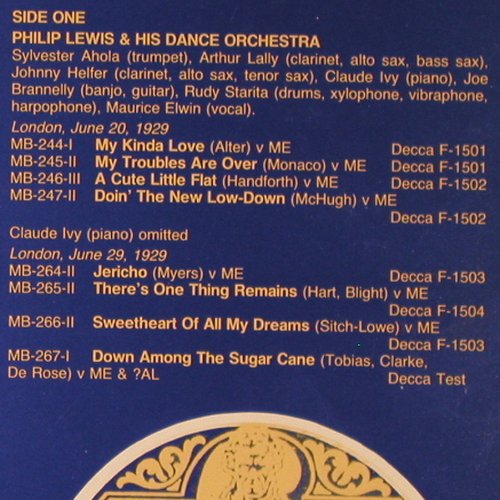 SIDE ONE
PHILIP LEWIS & HIS DANCE ORCHESTRA
Sylvester Ahola (trumpet), Arthur Lally (clarinet, alto sax, bass sax),
Johnny Helfer (clarinet, alto sax, tenor sax), Claude Ivy (piano), Joe
Brannelly (banjo, guitar), Rudy Starita (drums, xylophone, vibraphone,
harpophone), Maurice Elwin (vocal).
London, June 20, 1929
MB-244-I My Kinda Love (Alter) v ME Decca F-1501
MB-245-II My Troubles Are Over (Monaco) v ME Decca F-1501
MB-246-III A Cute Little Flat (Handforth) v ME Decca F-1502
MB-247-II Doin' The New Low-Down (McHugh) v ME
Decca F-1502
Claude Ivy (piano) omitted
London, June 29, 1929
MB-264-II Jericho (Myers) v ME Decca F-1503
MB-265-II There's One Thing Remains (Hart, Blight) v ME
Decca F-1504
MB-266-II Sweetheart Of All My Dreams (Sitch-Lowe) v ME
Decca F-1503
MB-267-I Down Among The Sugar Cane (Tobias, Clarke,
De Rose) v ME & ?AL Decca Test